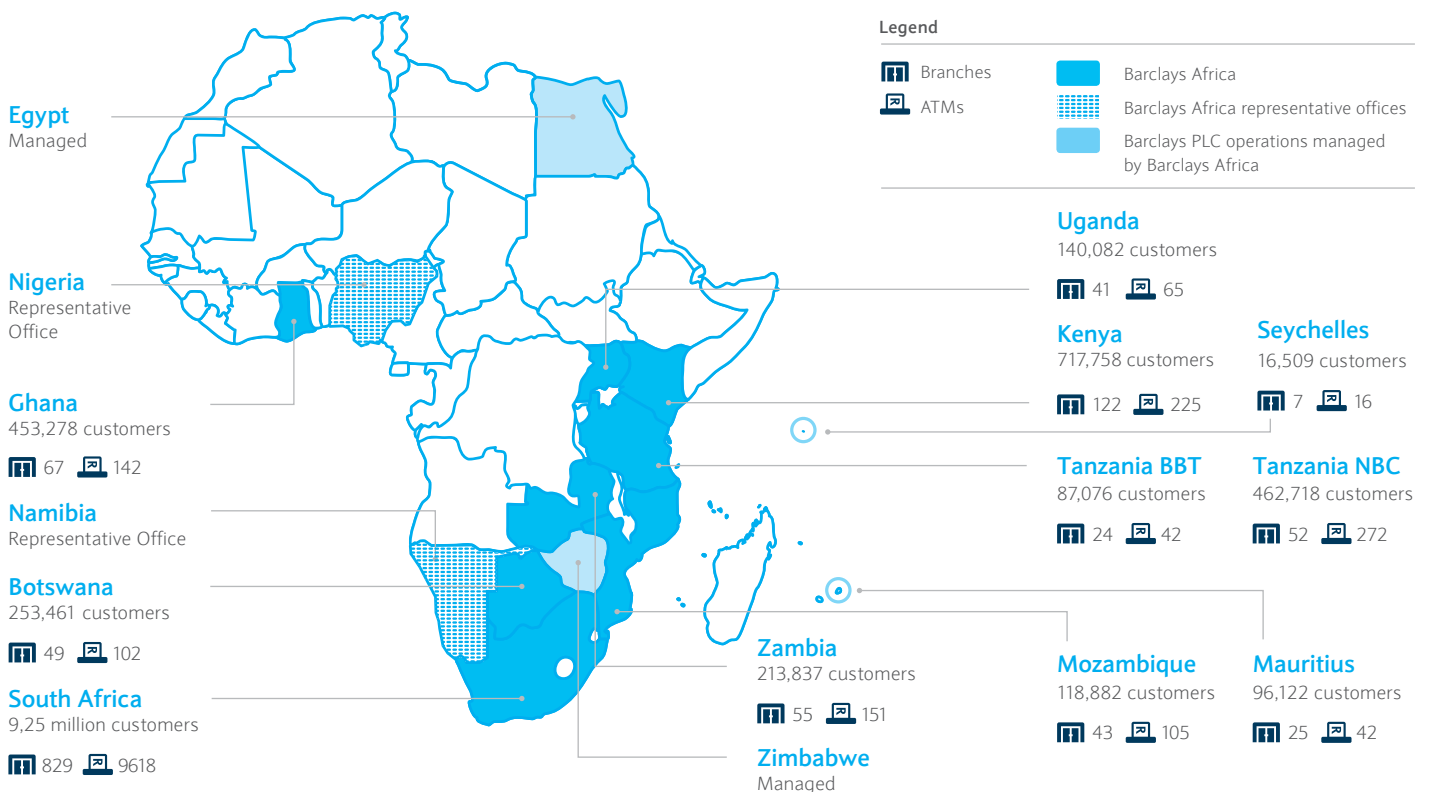 Legend
Branches
ATMs
Barclays Africa
Barclays Africa representative offices
Barclays PLC operations managed
by Barclays Africa
Egypt
Managed
Nigeria
Representative
Office
Ghana
453,278 customers
67 142
Namibia
Representative Office
Botswana
253,461 customers
49 102
South Africa
9,25 million customers
829 9618
Uganda
140,082 customers
41 65
Kenya
717,758 customers
122 225
Seychelles
16,509 customers
7 16
Tanzania BBT
87,076 customers
24 42
Tanzania NBC
462,718 customers
52 272
Zambia
213,837 customers
55 151
Zimbabwe
Managed
Mozambique
118,882 customers
43 105
Mauritius
96,122 customers
25 42